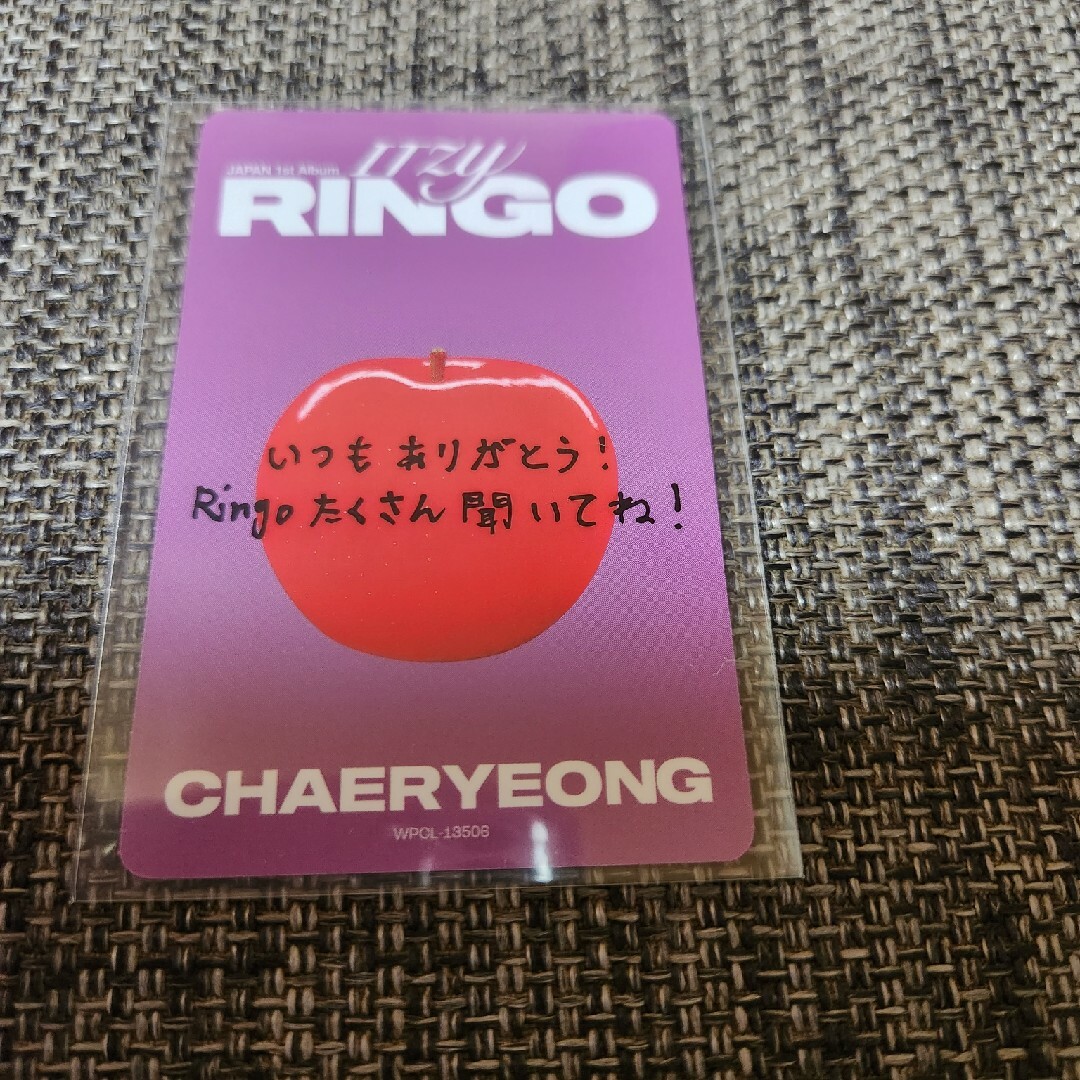 ITZY
JAPAN 1st Album
RINGO
いつも ありがとう!
Ringo たくさん 聞いてね!
CHAERYEONG
WPCL-13506